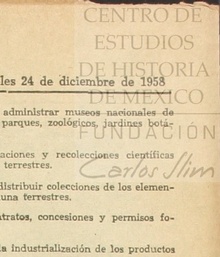 CENTRO DE
ESTUDIOS
DE HISTORIA
DE MÉXICO
FUNDACIÓN
Carlos Slim
les 24 de diciembre de 1958
administrar museos nacionales de
parques, zoológicos, jardines botá-
aciones y recolecciones científicas
terrestres.
distribuir colecciones de los elemen-
una terrestres.
ntratos, concesiones y permisos fo-
la industrialización de los productos